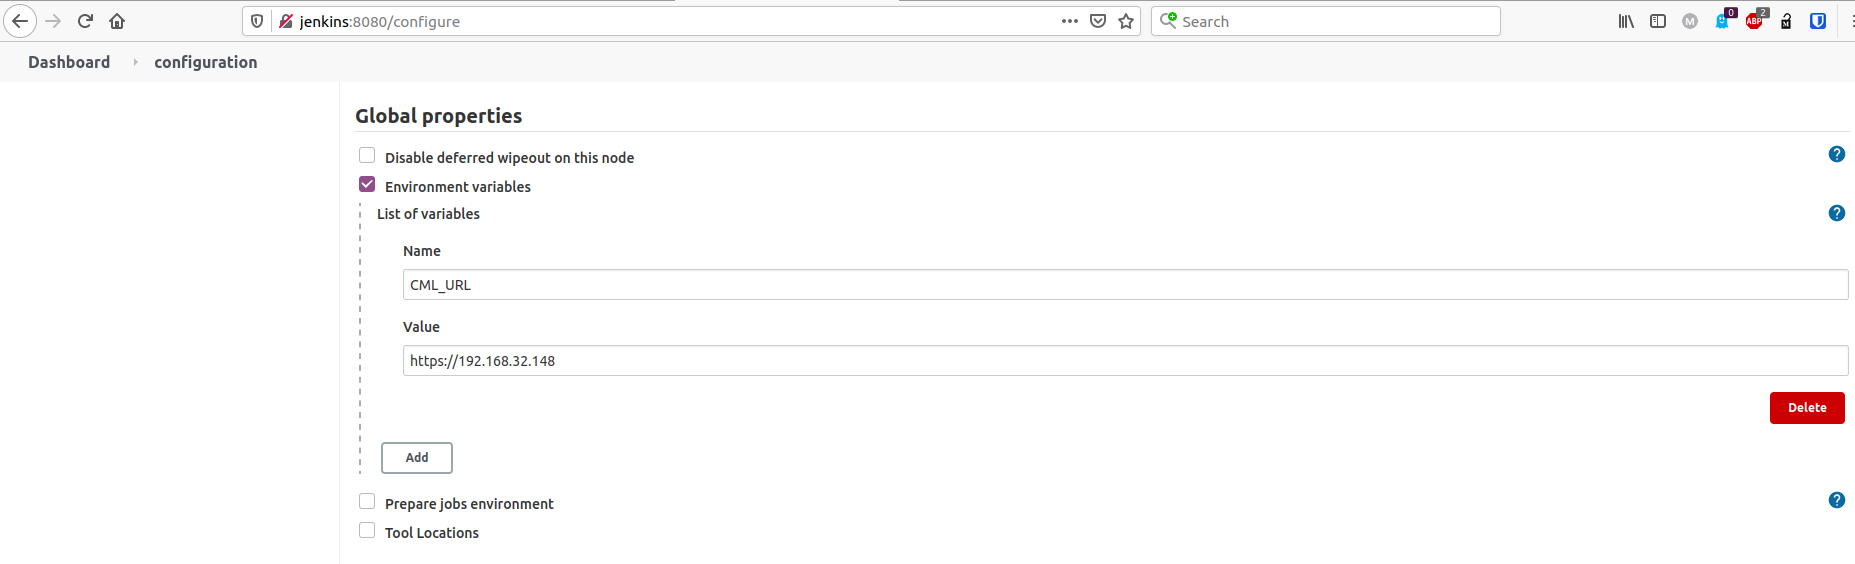 jenkins:8080/configure
Search
M
0
ABP
2
M
Dashboard
configuration
Global properties
Disable deferred wipeout on this node
?
Environment variables
List of variables
?
Name
CML_URL
Value
https://192.168.32.148
Delete
Add
Prepare jobs environment
?
Tool Locations